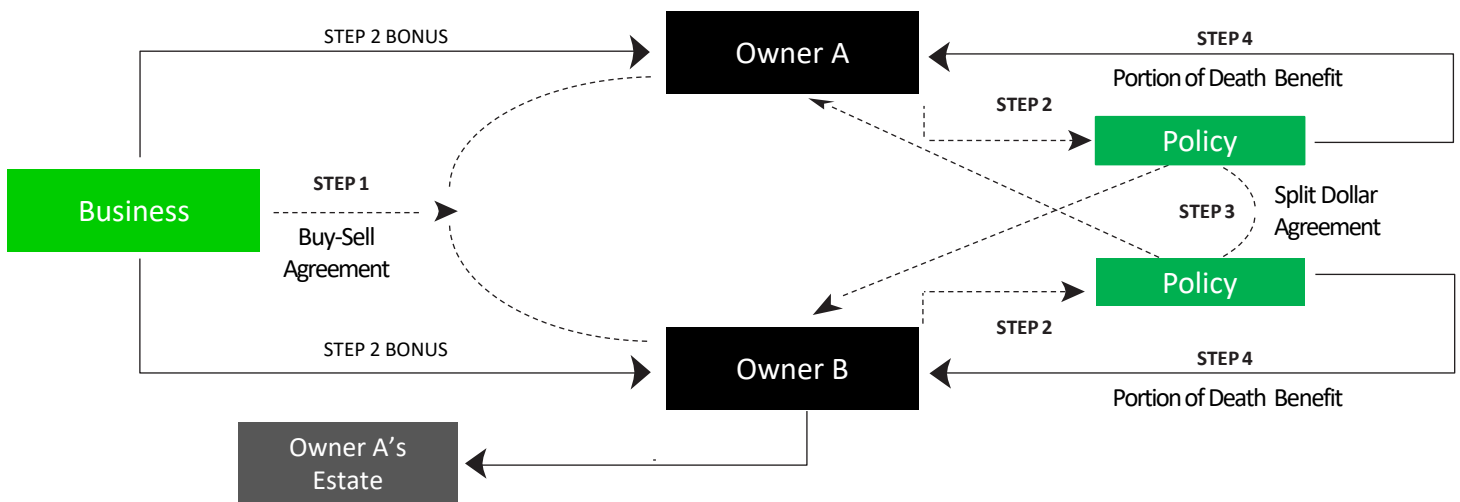 STEP 2 BONUS
Owner A
STEP 4
Portion of Death Benefit
STEP 2
Policy
Business
STEP 1
Buy-Sell
Agreement
STEP 3
Split Dollar
Agreement
Policy
STEP 2
STEP 2 BONUS
Owner B
STEP 4
Portion of Death Benefit
Owner A's
Estate